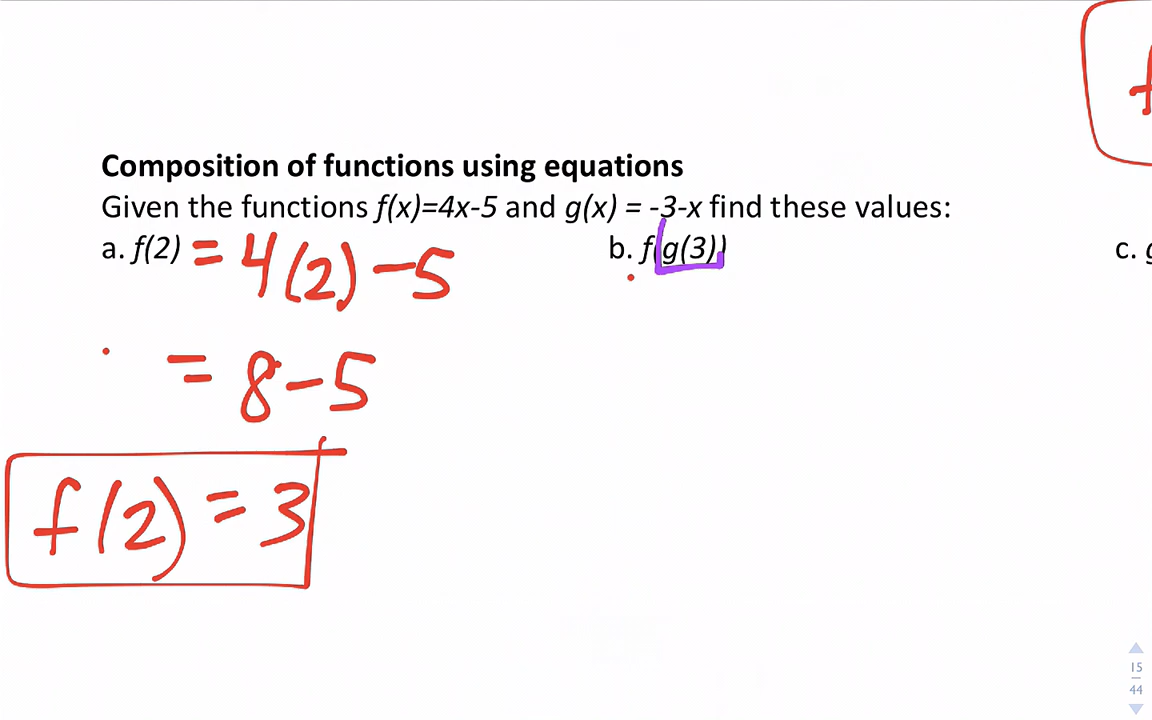 f
Composition of functions using equations
Given the functions f(x)=4x-5 and g(x) = -3-x find these values:
a. f(2) = 4(2) - 5
b. f(g(3))
c. g
= 8 - 5
f(2) = 3
15
44